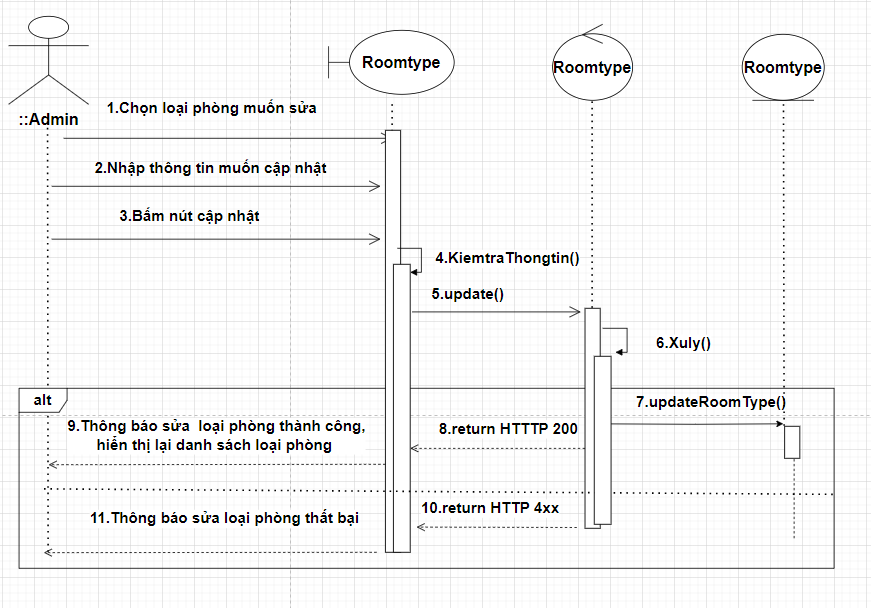 Roomtype
Roomtype
Roomtype
::Admin
1.Chọn loại phòng muốn sửa
2.Nhập thông tin muốn cập nhật
3.Bấm nút cập nhật
4.KiemtraThongtin()
5.update()
6.Xuly()
alt
7.updateRoomType()
9.Thông báo sửa loại phòng thành công,
hiển thị lại danh sách loại phòng
8.return HTTTP 200
11.Thông báo sửa loại phòng thất bại
10.return HTTP 4xx